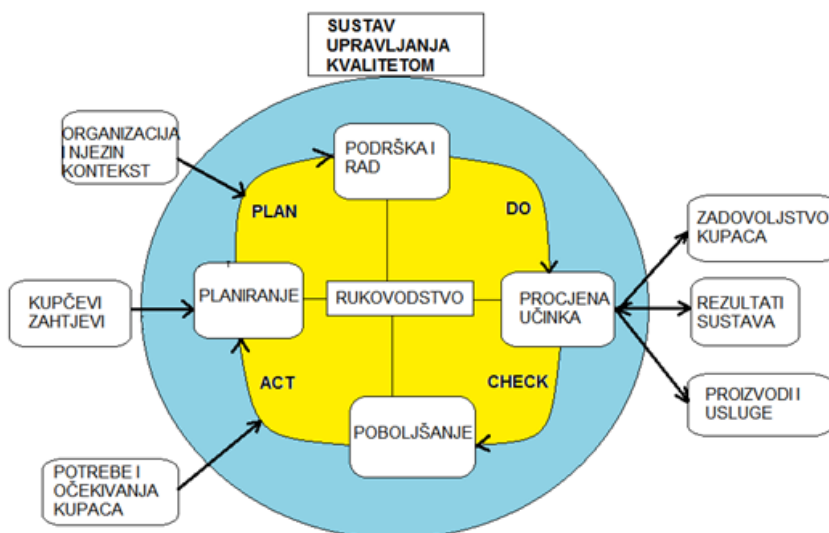 SUSTAV
UPRAVLJANJA
KVALITETOM
ORGANIZACIJA
I NJEZIN
KONTEKST
PODRŠKA I
RAD
PLAN
DO
ZADOVOLJSTVO
KUPACA
KUPČEVI
ZAHTJEVI
PLANIRANJE
RUKOVODSTVO
PROCJENA
UČINKA
REZULTATI
SUSTAVA
ACT
CHECK
PROIZVODI I
USLUGE
POBOLJŠANJE
POTREBE I
OČEKIVANJA
KUPACA